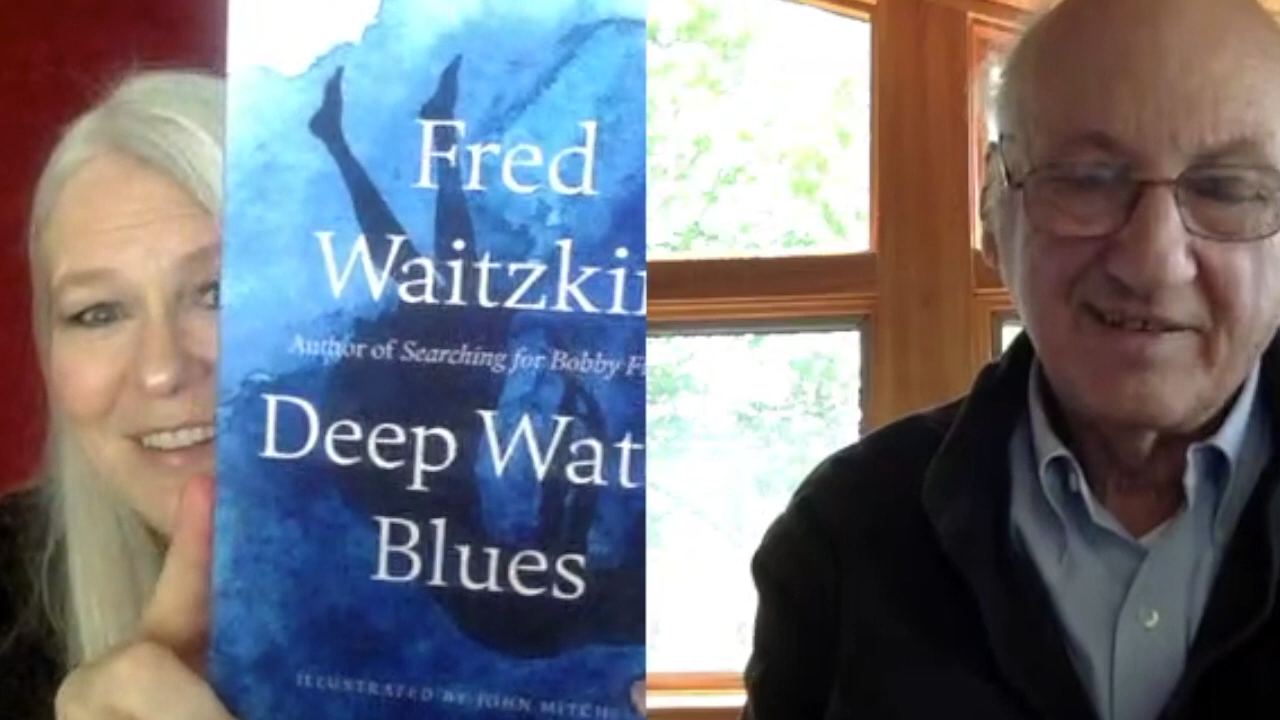 Fred
Waitzki
Author of Searching for Bobby F
Deep Wat
Blues
ILLUSTRATED BY JOHN MITCH